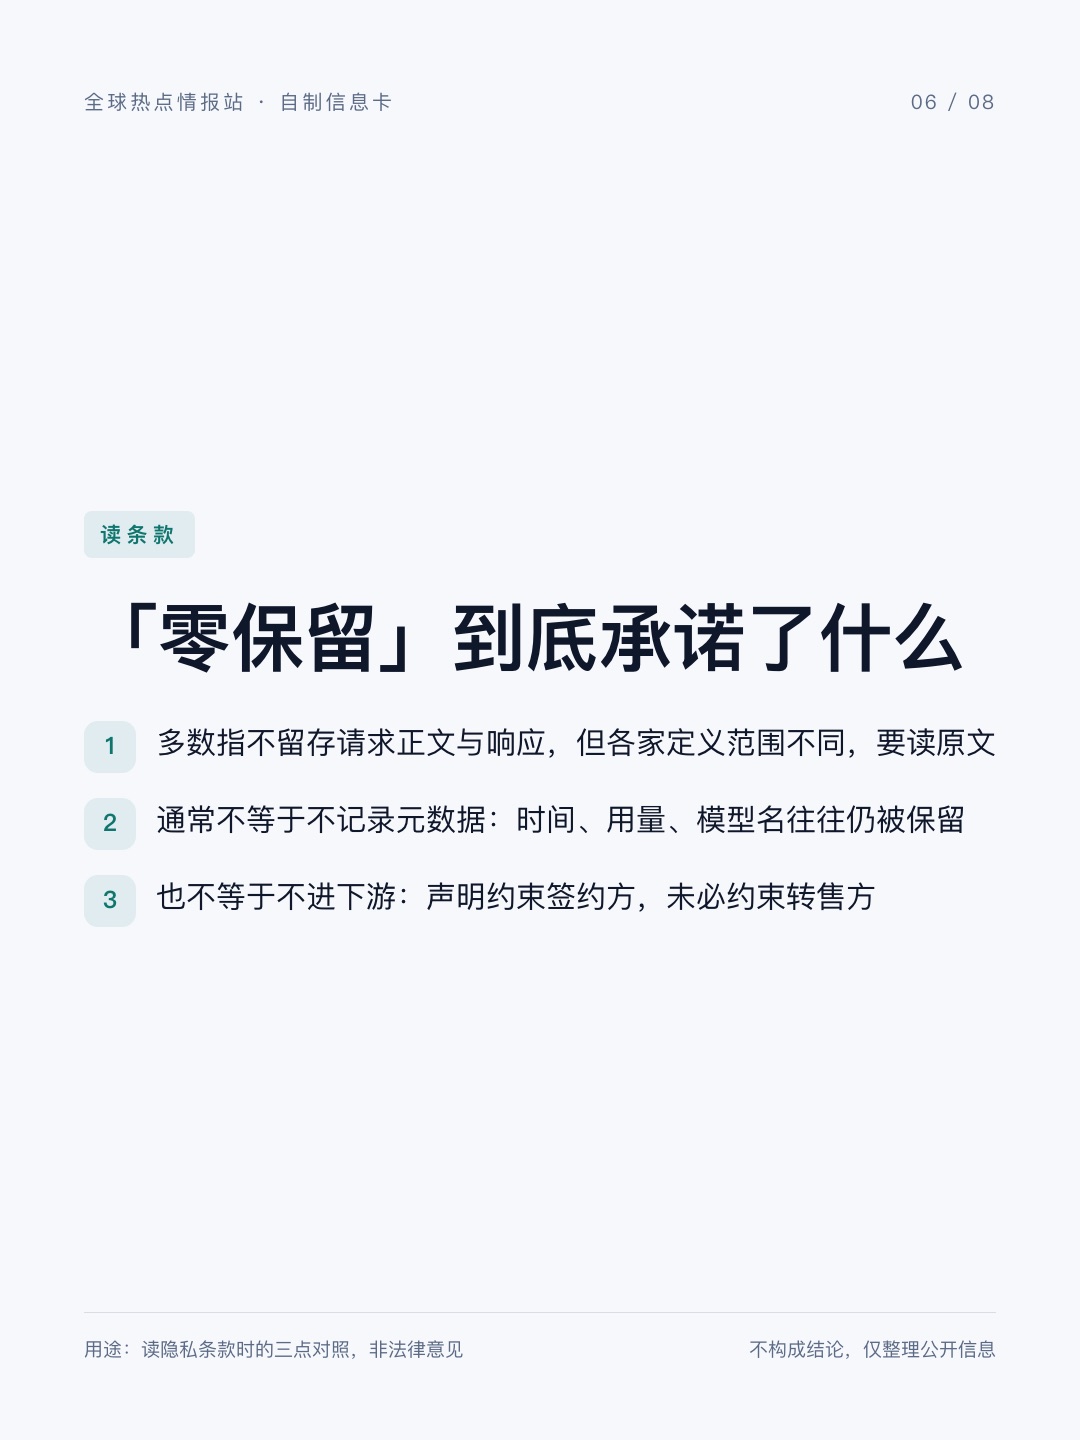 全球热点情报站 · 自制信息卡
06 / 08
读条款
「零保留」到底承诺了什么
1 多数指不留存请求正文与响应，但各家定义范围不同，要读原文
2 通常不等于不记录元数据：时间、用量、模型名往往仍被保留
3 也不等于不进下游：声明约束签约方，未必约束转售方
用途：读隐私条款时的三点对照，非法律意见
不构成结论，仅整理公开信息